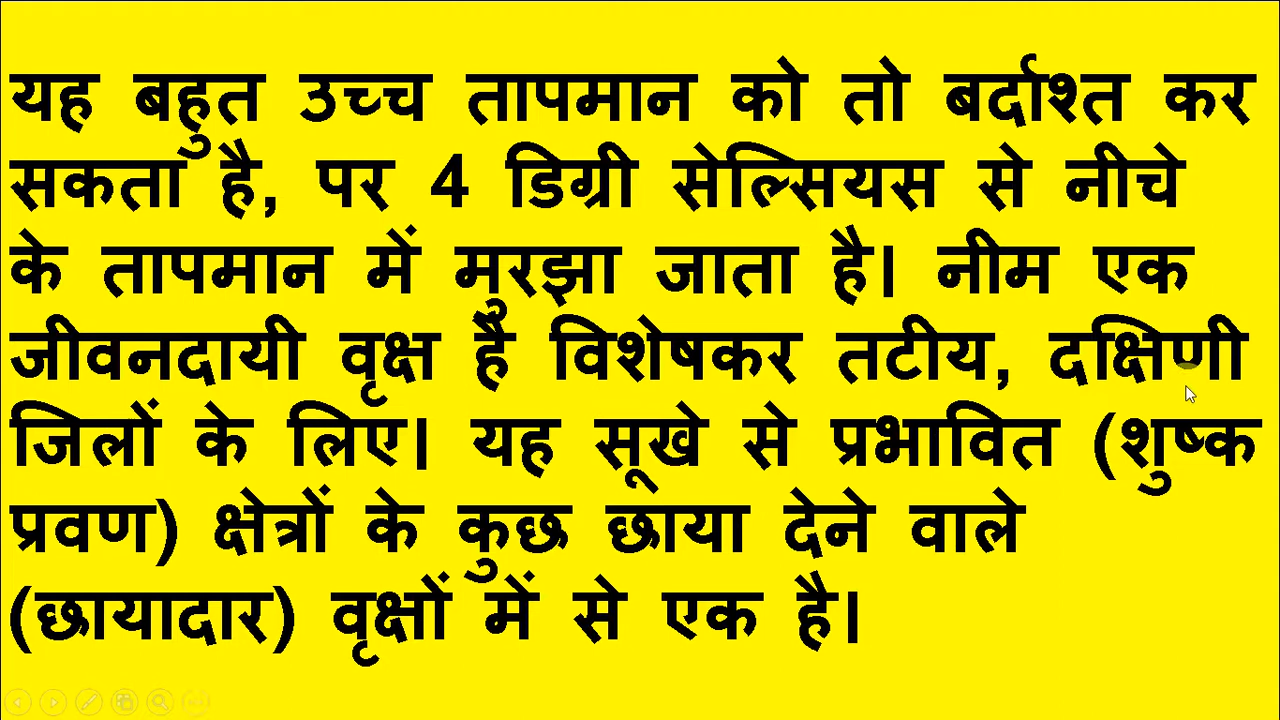 यह बहुत उच्च तापमान को तो बर्दाश्त कर
सकता है, पर 4 डिग्री सेल्सियस से नीचे
के तापमान में मुरझा जाता है। नीम एक
जीवनदायी वृक्ष है विशेषकर तटीय, दक्षिणी
जिलों के लिए। यह सूखे से प्रभावित (शुष्क
प्रवण) क्षेत्रों के कुछ छाया देने वाले
(छायादार) वृक्षों में से एक है।